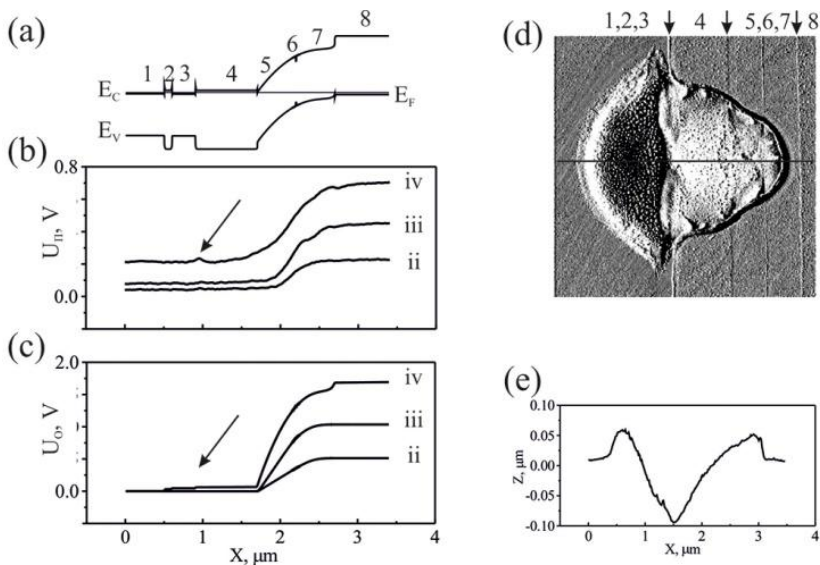 (a)
1 2 3 4 5 6 7 8
E_C E_F
E_V
(b)
0.8
0.0
U_П, V
iv
iii
ii
(c)
2.0
1.0
0.0
U_O, V
iv
iii
ii
0 1 2 3 4
X, μm
(d)
1,2,3 4 5,6,7 8
(e)
0.10
0.05
0.00
-0.05
-0.10
Z, μm
0 1 2 3 4
X, μm